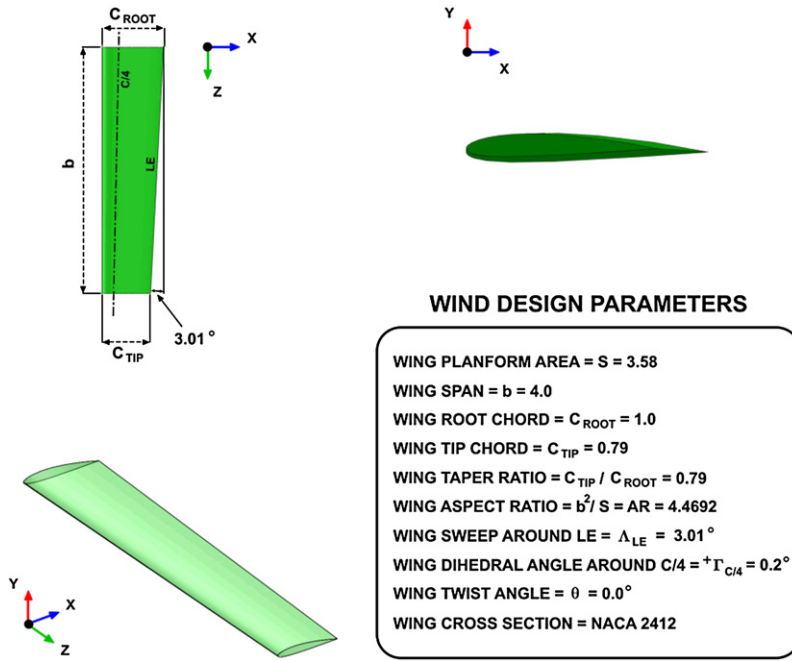 C ROOT
X
Z
C/4
b
LE
3.01°
C TIP
Y
X
WIND DESIGN PARAMETERS
WING PLANFORM AREA = S = 3.58
WING SPAN = b = 4.0
WING ROOT CHORD = C ROOT = 1.0
WING TIP CHORD = C TIP = 0.79
WING TAPER RATIO = C TIP / C ROOT = 0.79
WING ASPECT RATIO = b²/ S = AR = 4.4692
WING SWEEP AROUND LE = Λ LE = 3.01°
WING DIHEDRAL ANGLE AROUND C/4 = ⁺Γ C/4 = 0.2°
WING TWIST ANGLE = θ = 0.0°
WING CROSS SECTION = NACA 2412
Y
X
Z